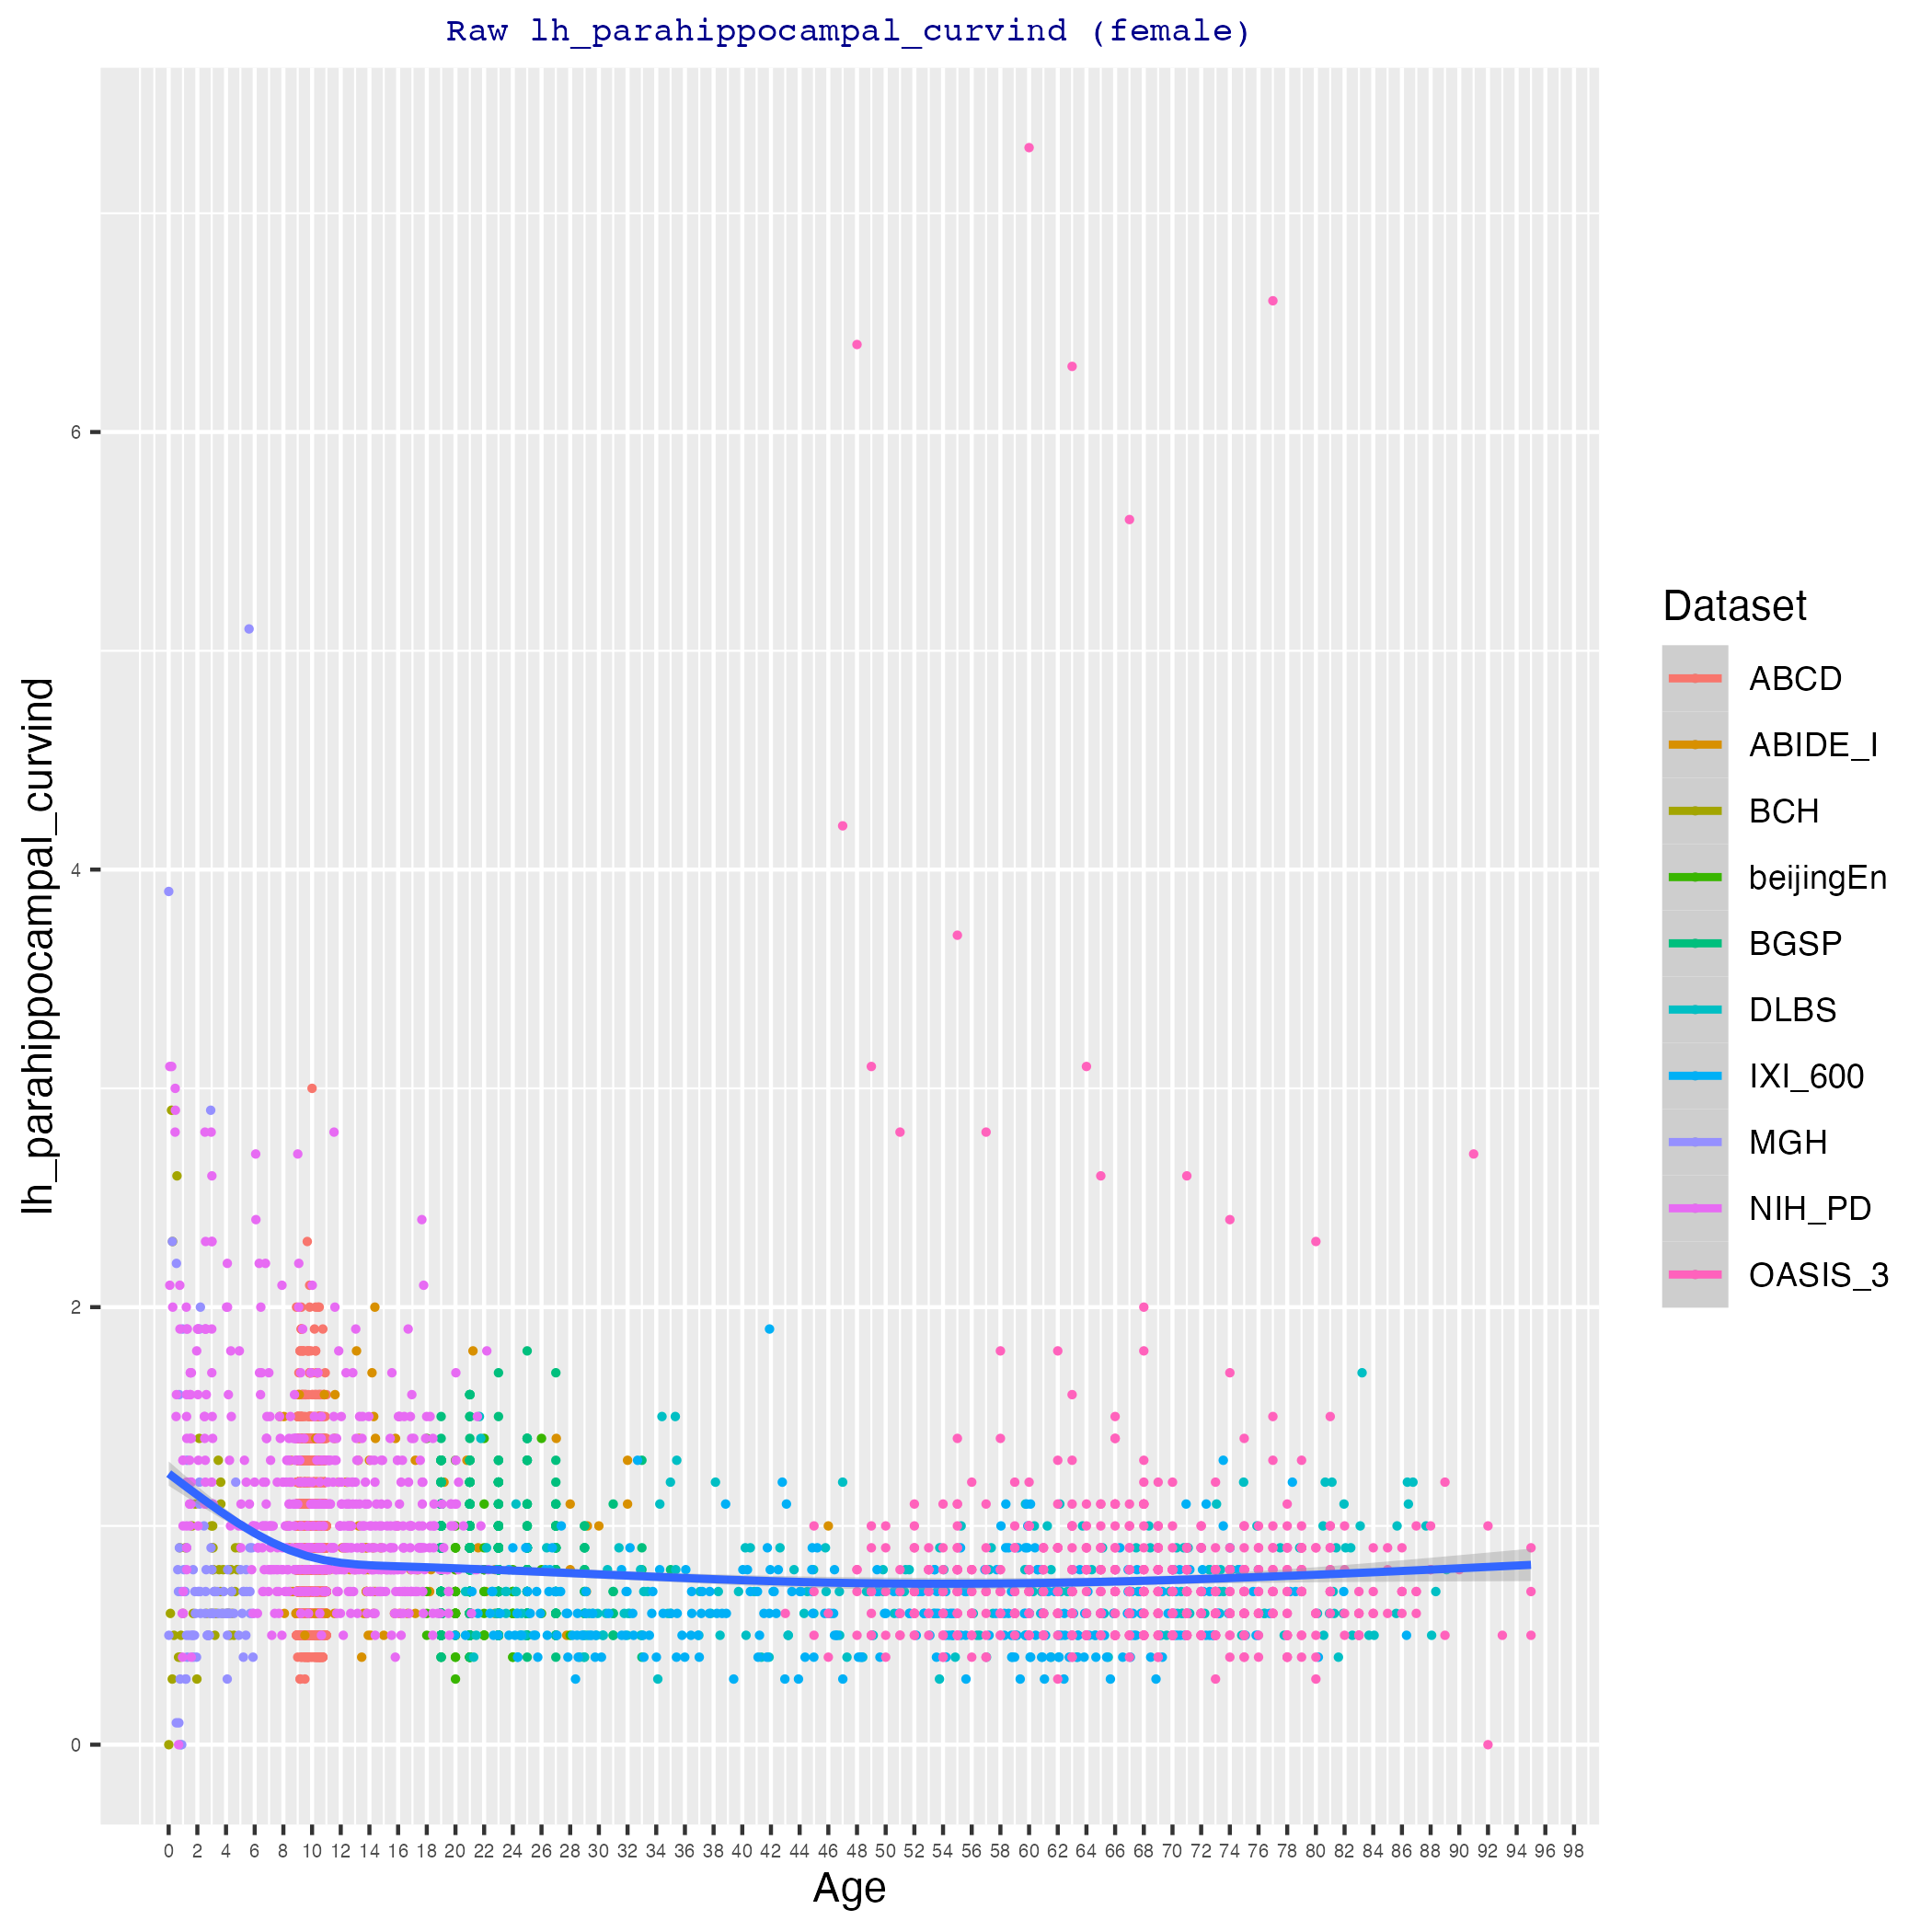 Raw lh_parahippocampal_curvind (female)
lh_parahippocampal_curvind
6
4
2
0
0 2 4 6 8 10 12 14 16 18 20 22 24 26 28 30 32 34 36 38 40 42 44 46 48 50 52 54 56 58 60 62 64 66 68 70 72 74 76 78 80 82 84 86 88 90 92 94 96 98
Age
Dataset
ABCD
ABIDE_I
BCH
beijingEn
BGSP
DLBS
IXI_600
MGH
NIH_PD
OASIS_3